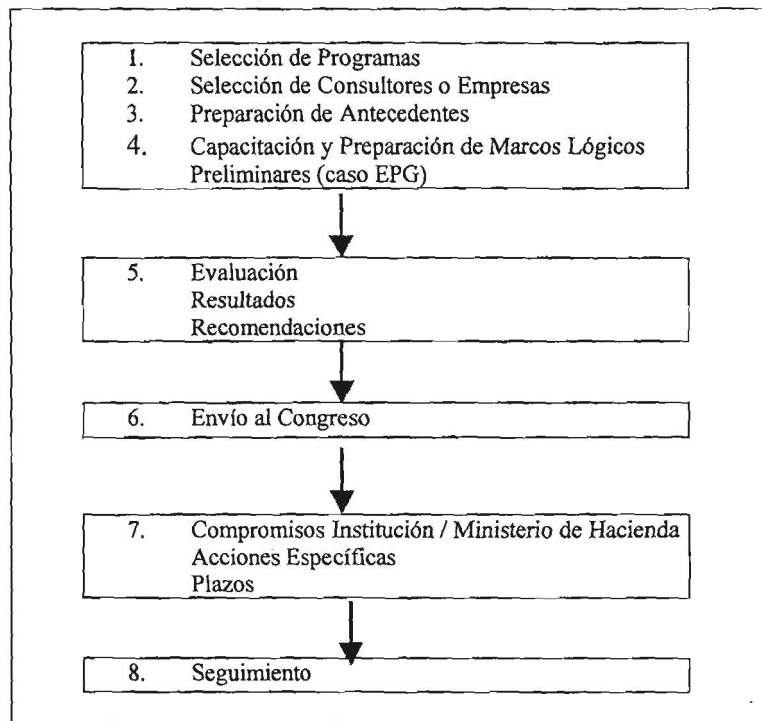 1. Selección de Programas
2. Selección de Consultores o Empresas
3. Preparación de Antecedentes
4. Capacitación y Preparación de Marcos Lógicos
Preliminares (caso EPG)
5. Evaluación
Resultados
Recomendaciones
6. Envío al Congreso
7. Compromisos Institución / Ministerio de Hacienda
Acciones Específicas
Plazos
8. Seguimiento